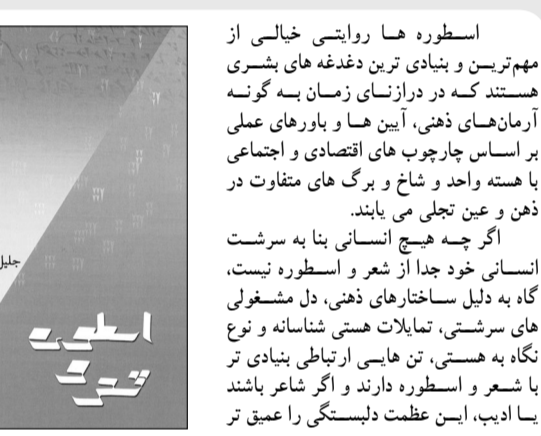 اسطوره ها روایتی خیالی از
مهم‌ترین و بنیادی ترین دغدغه های بشری
هستند که در درازنای زمان به گونه
آرمان‌های ذهنی، آیین ها و باورهای عملی
بر اساس چارچوب های اقتصادی و اجتماعی
با هسته واحد و شاخ و برگ های متفاوت در
ذهن و عین تجلی می یابند.
اگر چه هیچ انسانی بنا به سرشت
انسانی خود جدا از شعر و اسطوره نیست،
گاه به دلیل ساختارهای ذهنی، دل مشغولی
های سرشتی، تمایلات هستی شناسانه و نوع
نگاه به هستی، تن هایی ارتباطی بنیادی تر
با شعر و اسطوره دارند و اگر شاعر باشند
یا ادیب، این عظمت دلبستگی را عمیق تر
جلیل